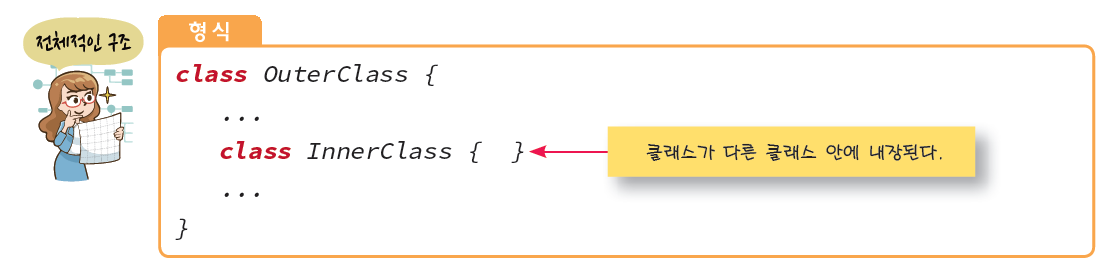 전체적인 구조
형식
class OuterClass {
...
class InnerClass { }
클래스가 다른 클래스 안에 내장된다.
...
}